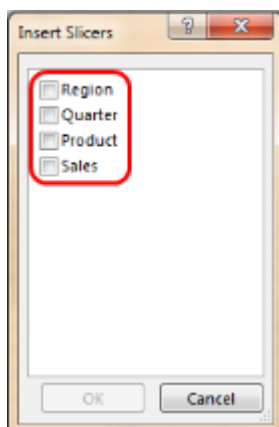 Insert Slicers ?
Region
Quarter
Product
Sales
OK Cancel